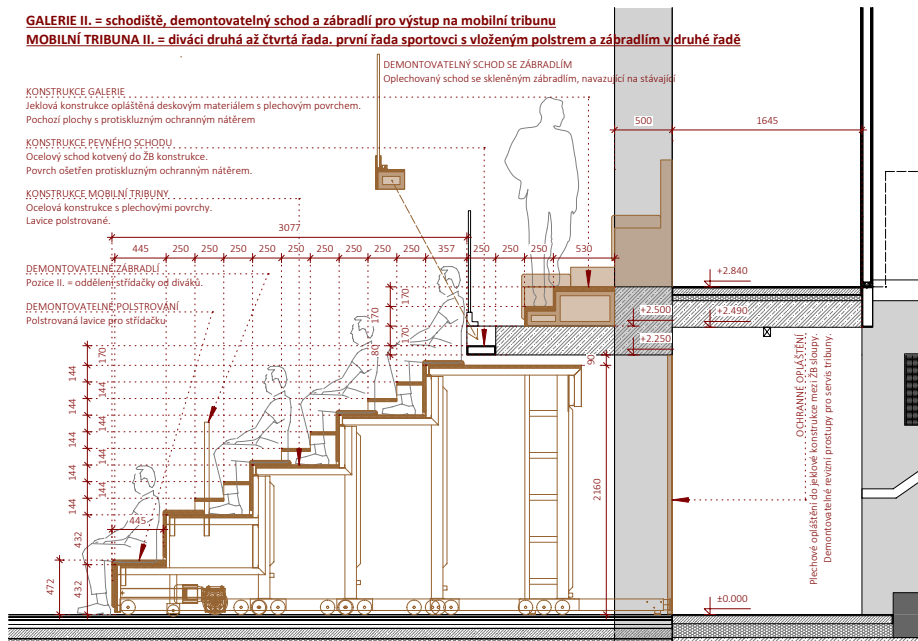 GALERIE II. = schodiště, demontovatelný schod a zábradlí pro výstup na mobilní tribunu
MOBILNÍ TRIBUNA II. = diváci druhá až čtvrtá řada. první řada sportovci s vloženým polstrem a zábradlím v druhé řadě
DEMONTOVATELNÝ SCHOD SE ZÁBRADLÍM
Oplechovaný schod se skleněným zábradlím, navazující na stávající
KONSTRUKCE GALERIE
Jeklová konstrukce opláštěná deskovým materiálem s plechovým povrchem.
Pochozí plochy s protiskluzným ochranným nátěrem
KONSTRUKCE PEVNÉHO SCHODU
Ocelový schod kotvený do ŽB konstrukce.
Povrch ošetřen protiskluzným ochranným nátěrem.
KONSTRUKCE MOBILNÍ TRIBUNY
Ocelová konstrukce s plechovými povrchy.
Lavice polstrované.
DEMONTOVATELNÉ ZÁBRADLÍ
Pozice II. = oddělení střídačky od diváků.
DEMONTOVATELNÉ POLSTROVÁNÍ
Polstrovaná lavice pro střídačku
500 1645
3077
445 250 250 250 250 250 250 250 250 250 357 250 250 250 530
+2.840
+2.500 +2.490
+2.250
170
170
170
80
90
170
144
144
144
144
144
144
432
432
472
445
2160
±0.000
OCHRANNÉ OPLÁŠTĚNÍ
Plechové opláštění do jeklové konstrukce mezi ŽB sloupy.
Demontovatelné revizní prostupy pro servis tribuny.